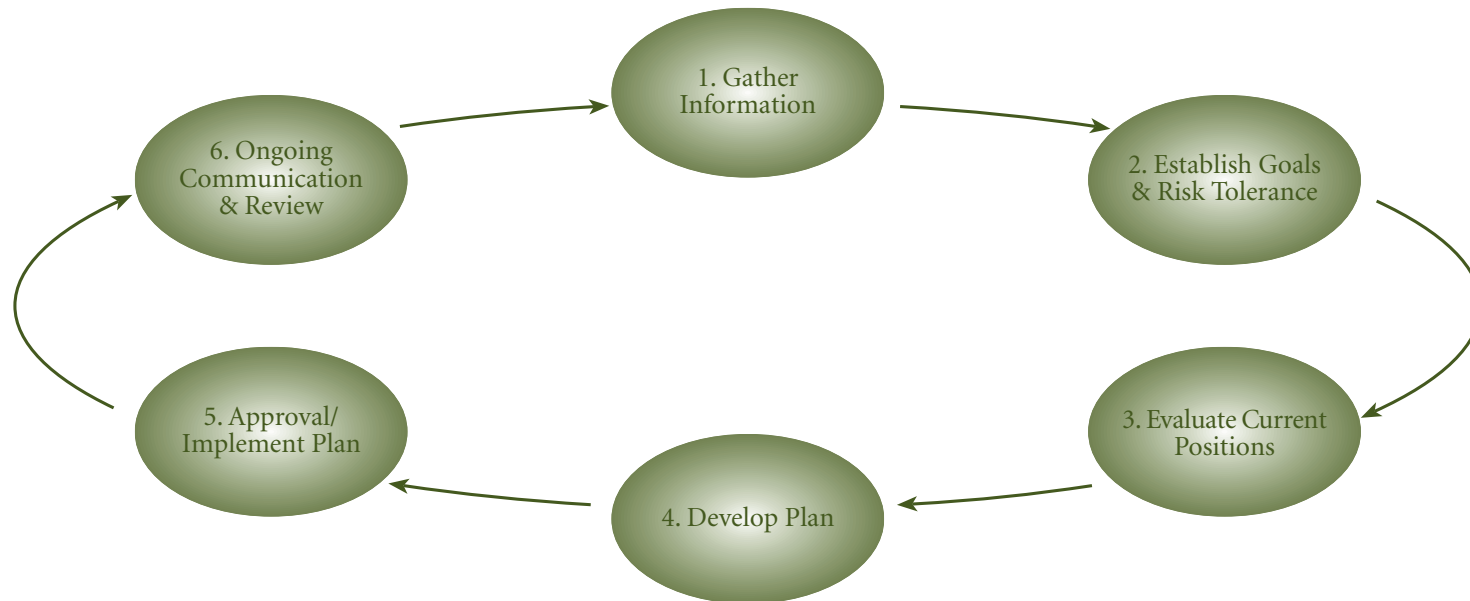 1. Gather
Information
2. Establish Goals
& Risk Tolerance
3. Evaluate Current
Positions
4. Develop Plan
5. Approval/
Implement Plan
6. Ongoing
Communication
& Review